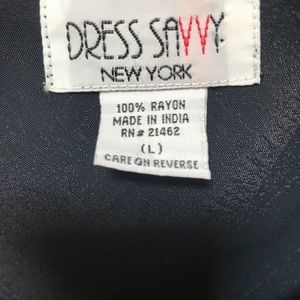 DRESS SAVVY
NEW YORK
100% RAYON
MADE IN INDIA
RN# 21462
(L)
CARE ON REVERSE